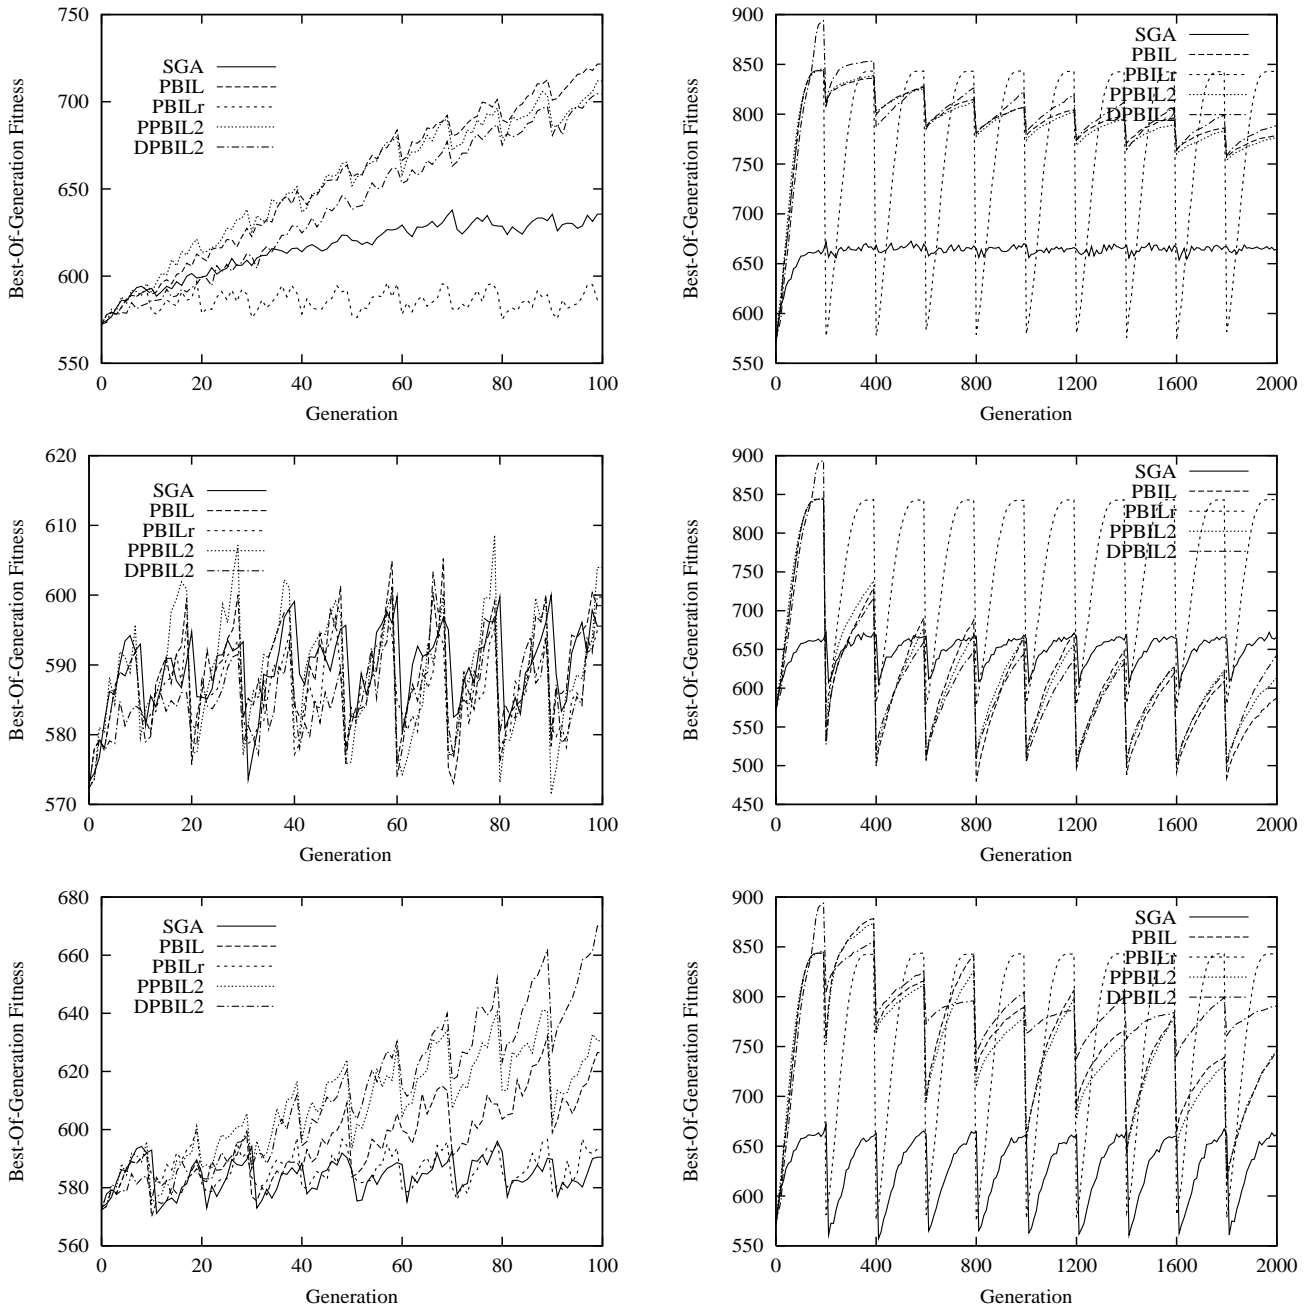 750
700
650
600
550
Best-Of-Generation Fitness
SGA
PBIL
PBILr
PPBIL2
DPBIL2
0 20 40 60 80 100
Generation
900
850
800
750
700
650
600
550
Best-Of-Generation Fitness
SGA
PBIL
PBILr
PPBIL2
DPBIL2
0 400 800 1200 1600 2000
Generation
620
610
600
590
580
570
Best-Of-Generation Fitness
SGA
PBIL
PBILr
PPBIL2
DPBIL2
0 20 40 60 80 100
Generation
900
850
800
750
700
650
600
550
500
450
Best-Of-Generation Fitness
SGA
PBIL
PBILr
PPBIL2
DPBIL2
0 400 800 1200 1600 2000
Generation
680
660
640
620
600
580
560
Best-Of-Generation Fitness
SGA
PBIL
PBILr
PPBIL2
DPBIL2
0 20 40 60 80 100
Generation
900
850
800
750
700
650
600
550
Best-Of-Generation Fitness
SGA
PBIL
PBILr
PPBIL2
DPBIL2
0 400 800 1200 1600 2000
Generation